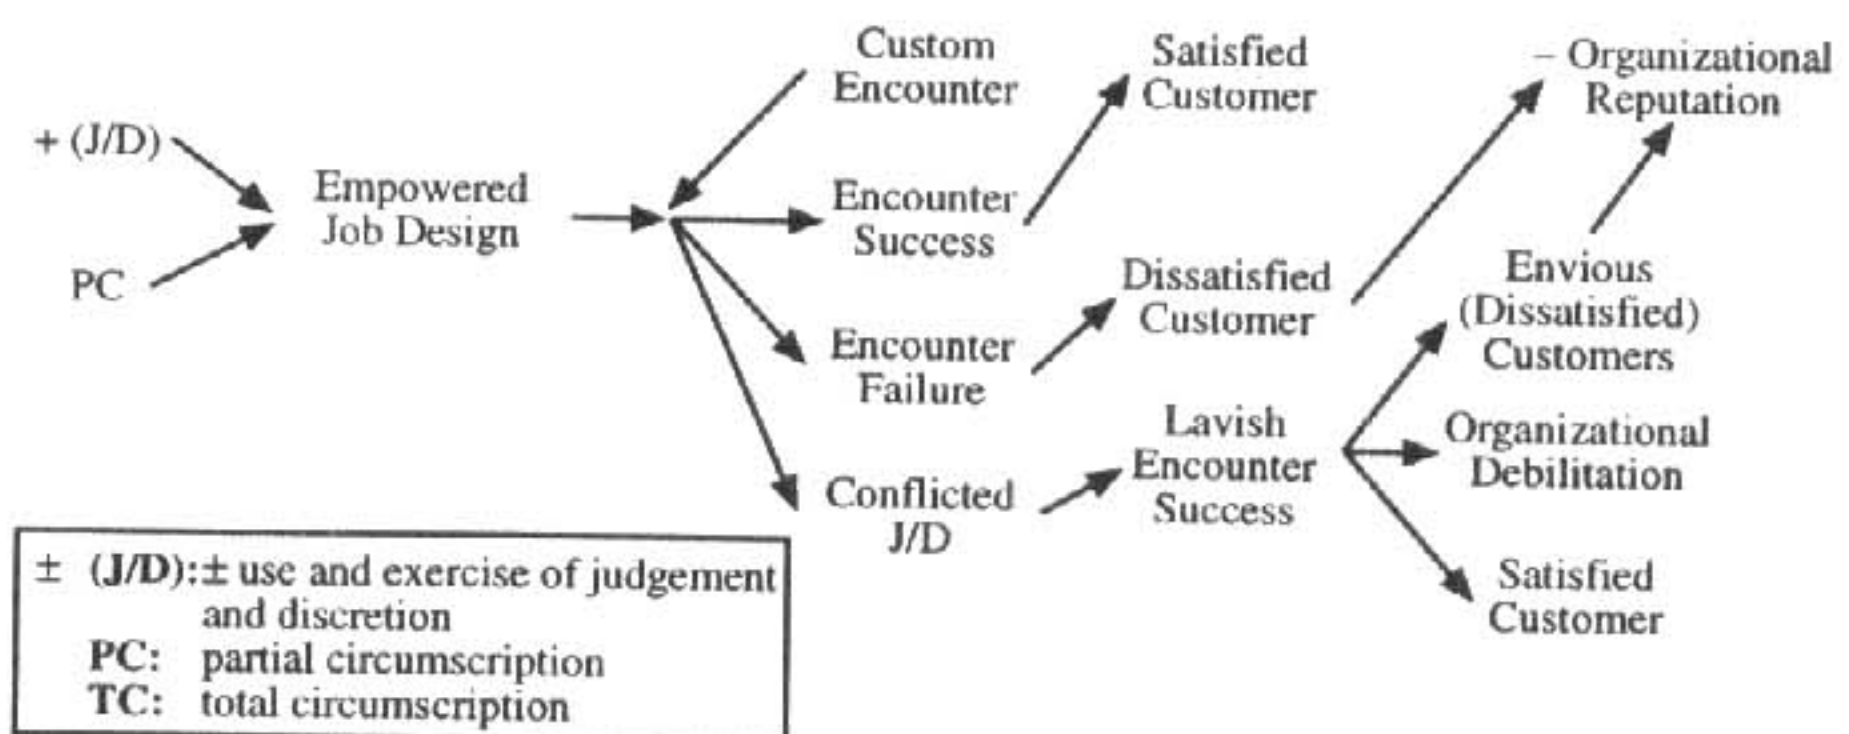 + (J/D)
PC
Empowered
Job Design
Custom
Encounter
Encounter
Success
Encounter
Failure
Conflicted
J/D
Satisfied
Customer
Dissatisfied
Customer
Lavish
Encounter
Success
– Organizational
Reputation
Envious
(Dissatisfied)
Customers
Organizational
Debilitation
Satisfied
Customer
± (J/D):± use and exercise of judgement
and discretion
PC: partial circumscription
TC: total circumscription